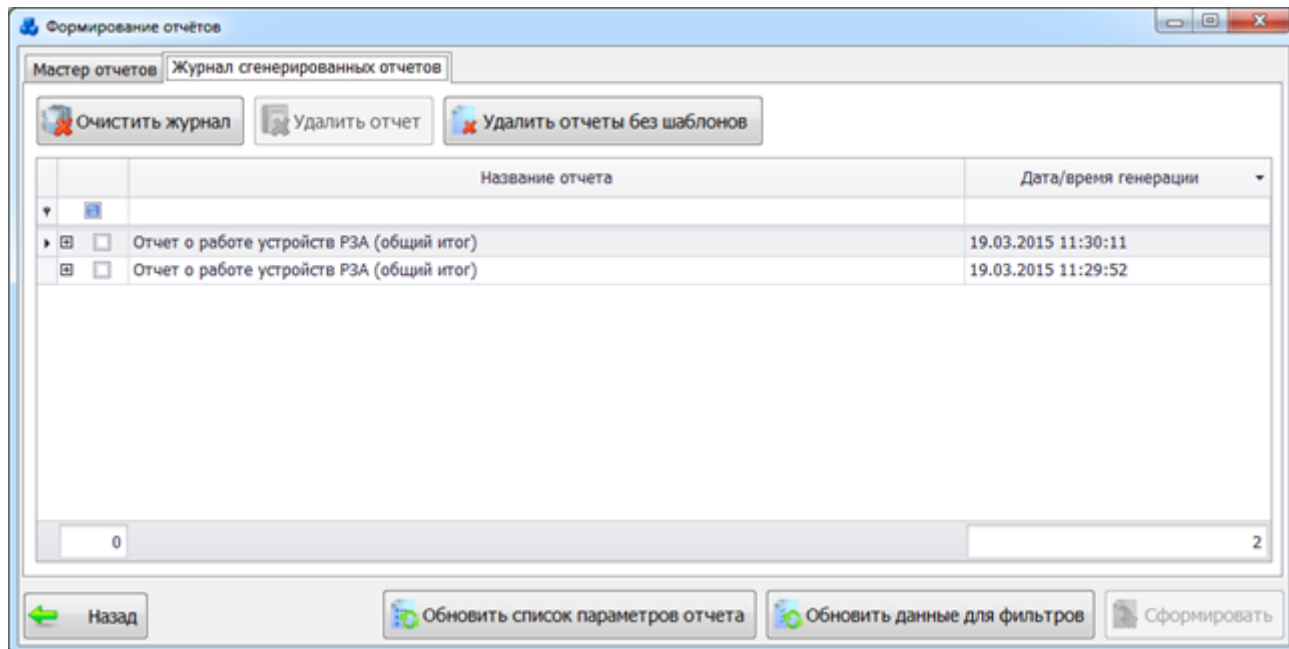 Формирование отчётов
Мастер отчетов Журнал сгенерированных отчетов
Очистить журнал Удалить отчет Удалить отчеты без шаблонов
Название отчета Дата/время генерации
Отчет о работе устройств РЗА (общий итог) 19.03.2015 11:30:11
Отчет о работе устройств РЗА (общий итог) 19.03.2015 11:29:52
0 2
Назад Обновить список параметров отчета Обновить данные для фильтров Сформировать